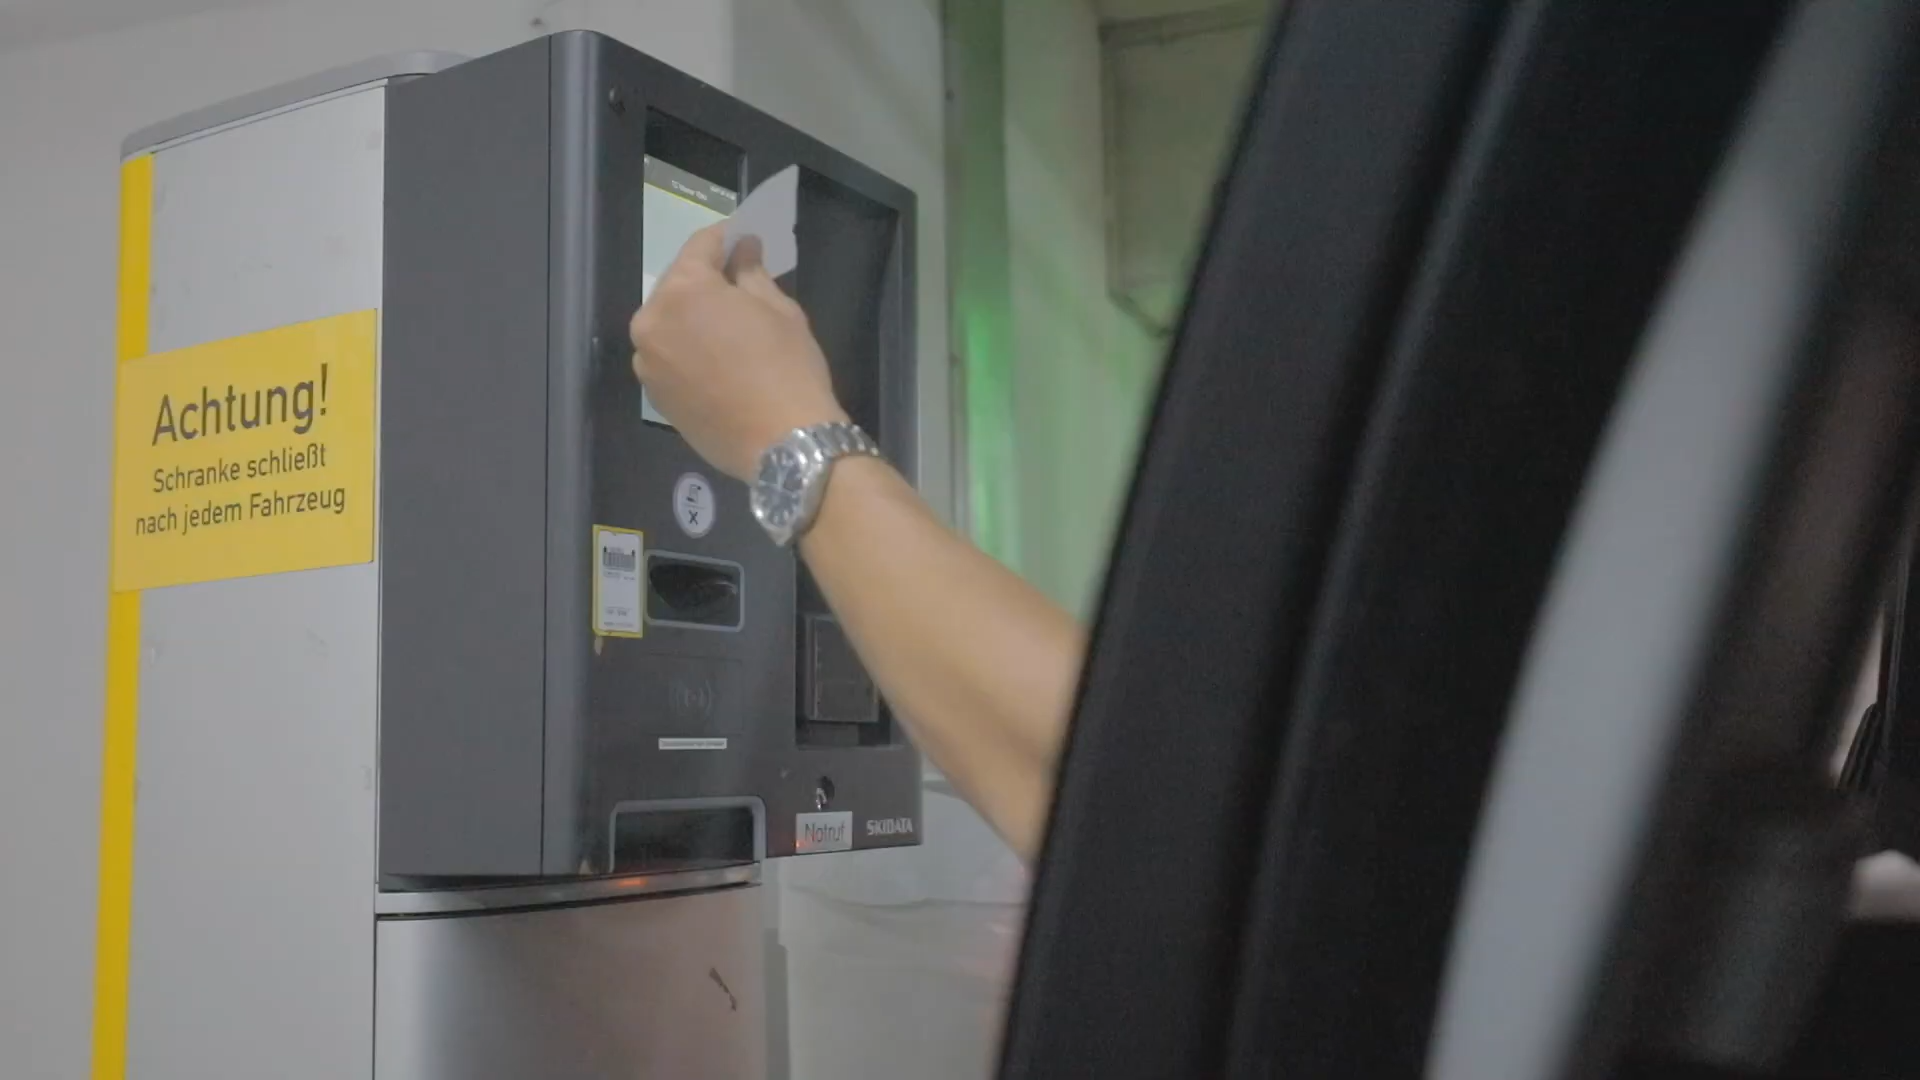 Achtung!
Schranke schließt
nach jedem Fahrzeug
X
Notruf
SKIDATA